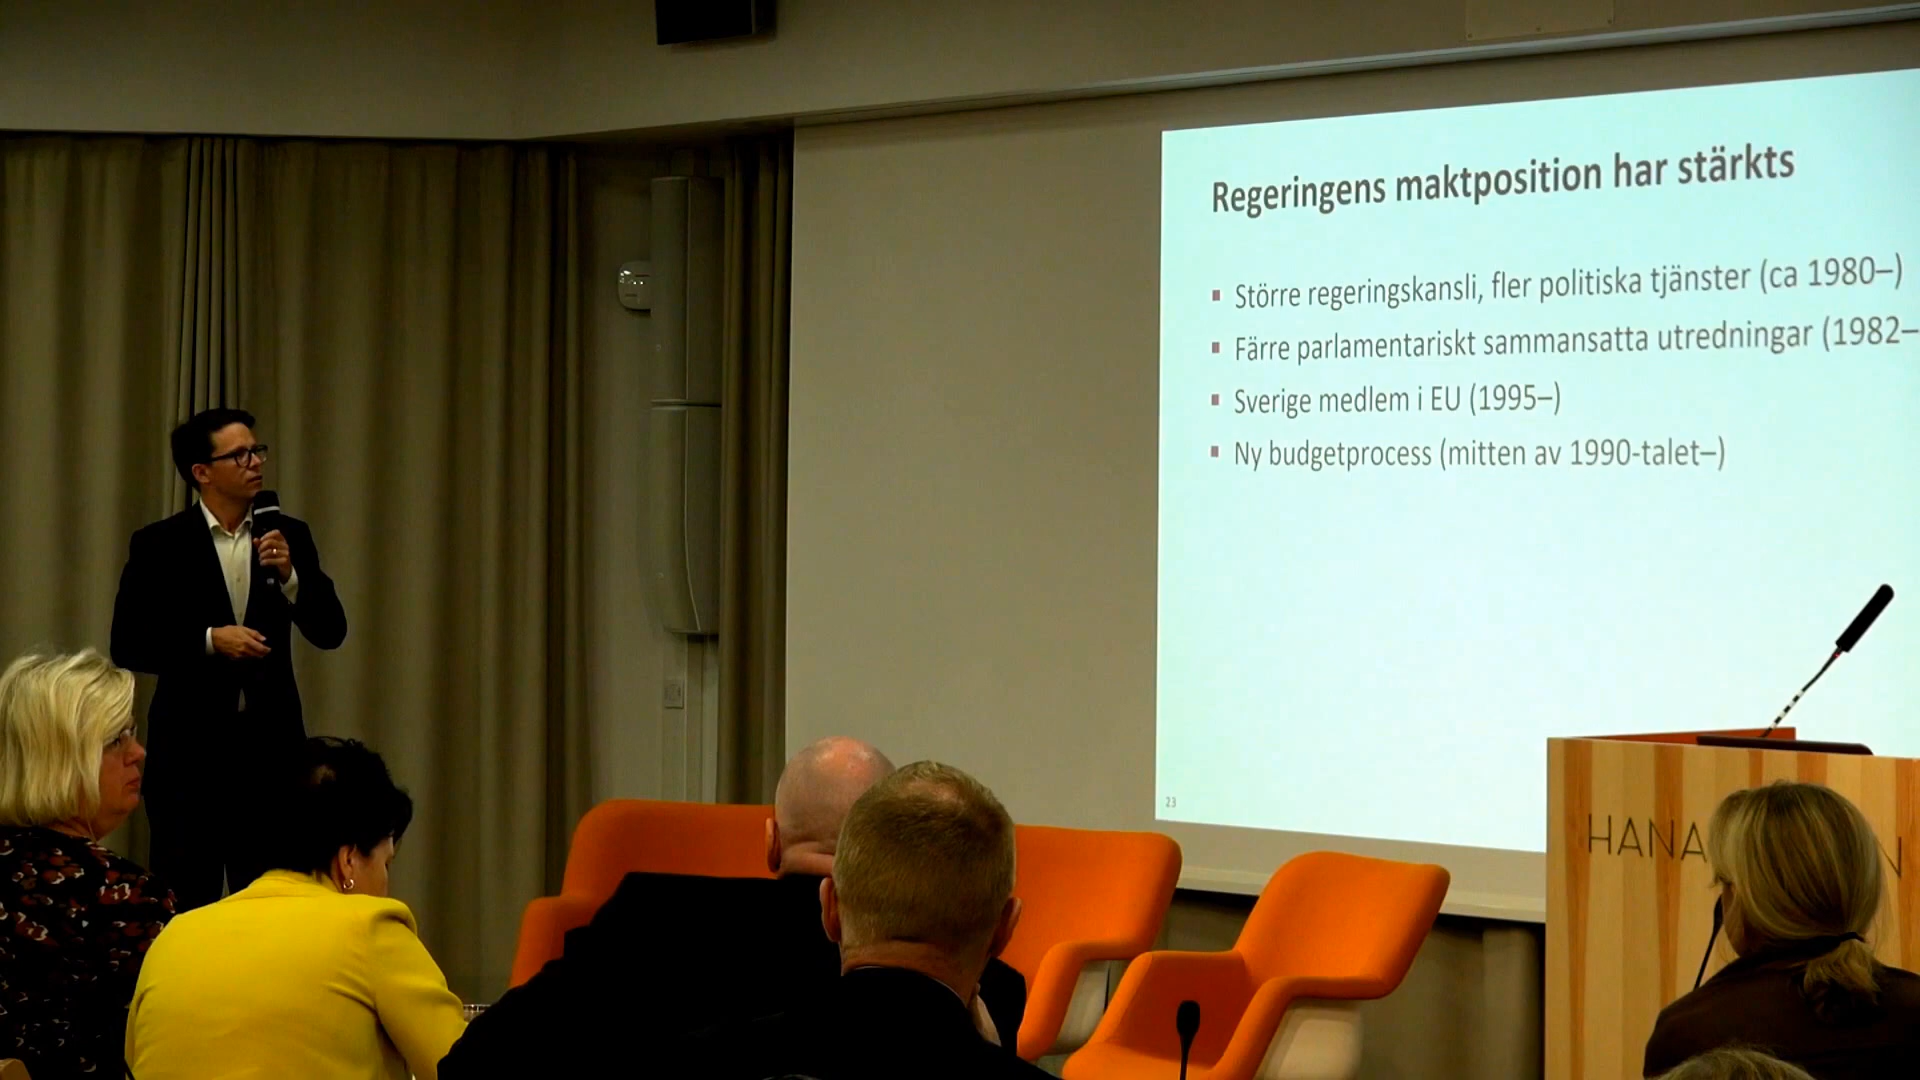 Regeringens maktposition har stärkts
Större regeringskansli, fler politiska tjänster (ca 1980–)
Färre parlamentariskt sammansatta utredningar (1982–
Sverige medlem i EU (1995–)
Ny budgetprocess (mitten av 1990-talet–)
23
HANA N